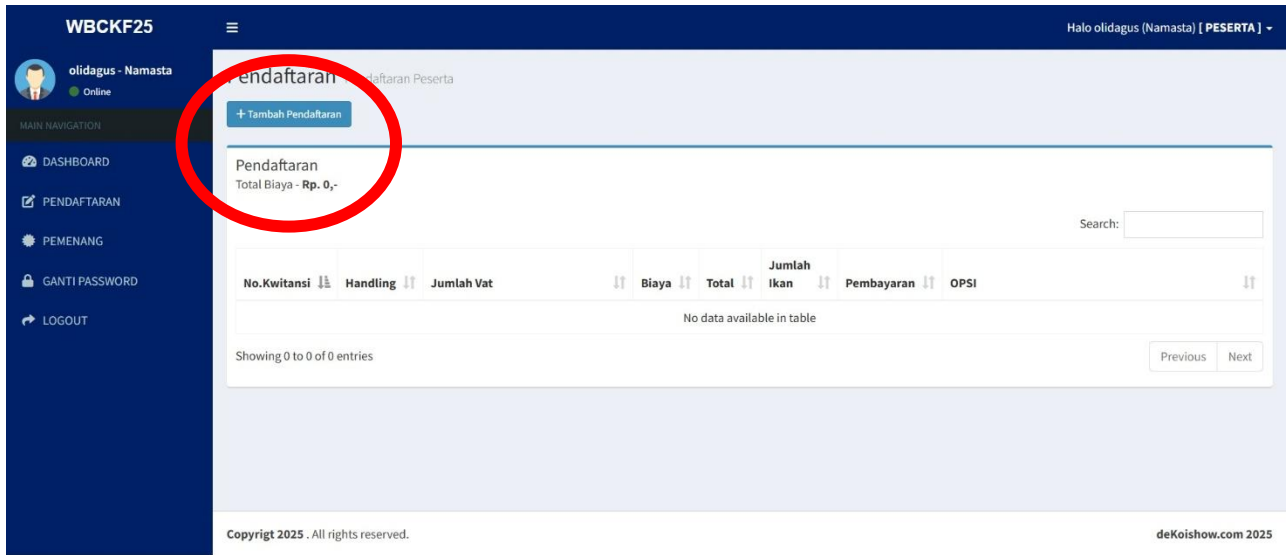 WBCKF25
Halo olidagus (Namasta) [ PESERTA ]
olidagus - Namasta
Online
MAIN NAVIGATION
DASHBOARD
PENDAFTARAN
PEMENANG
GANTI PASSWORD
LOGOUT
Pendaftaran Pendaftaran Peserta
+ Tambah Pendaftaran
Pendaftaran
Total Biaya - Rp. 0,-
Search:
No.Kwitansi Handling Jumlah Vat Biaya Total Jumlah Ikan Pembayaran OPSI
No data available in table
Showing 0 to 0 of 0 entries
Previous Next
Copyrigt 2025 . All rights reserved.
deKoishow.com 2025